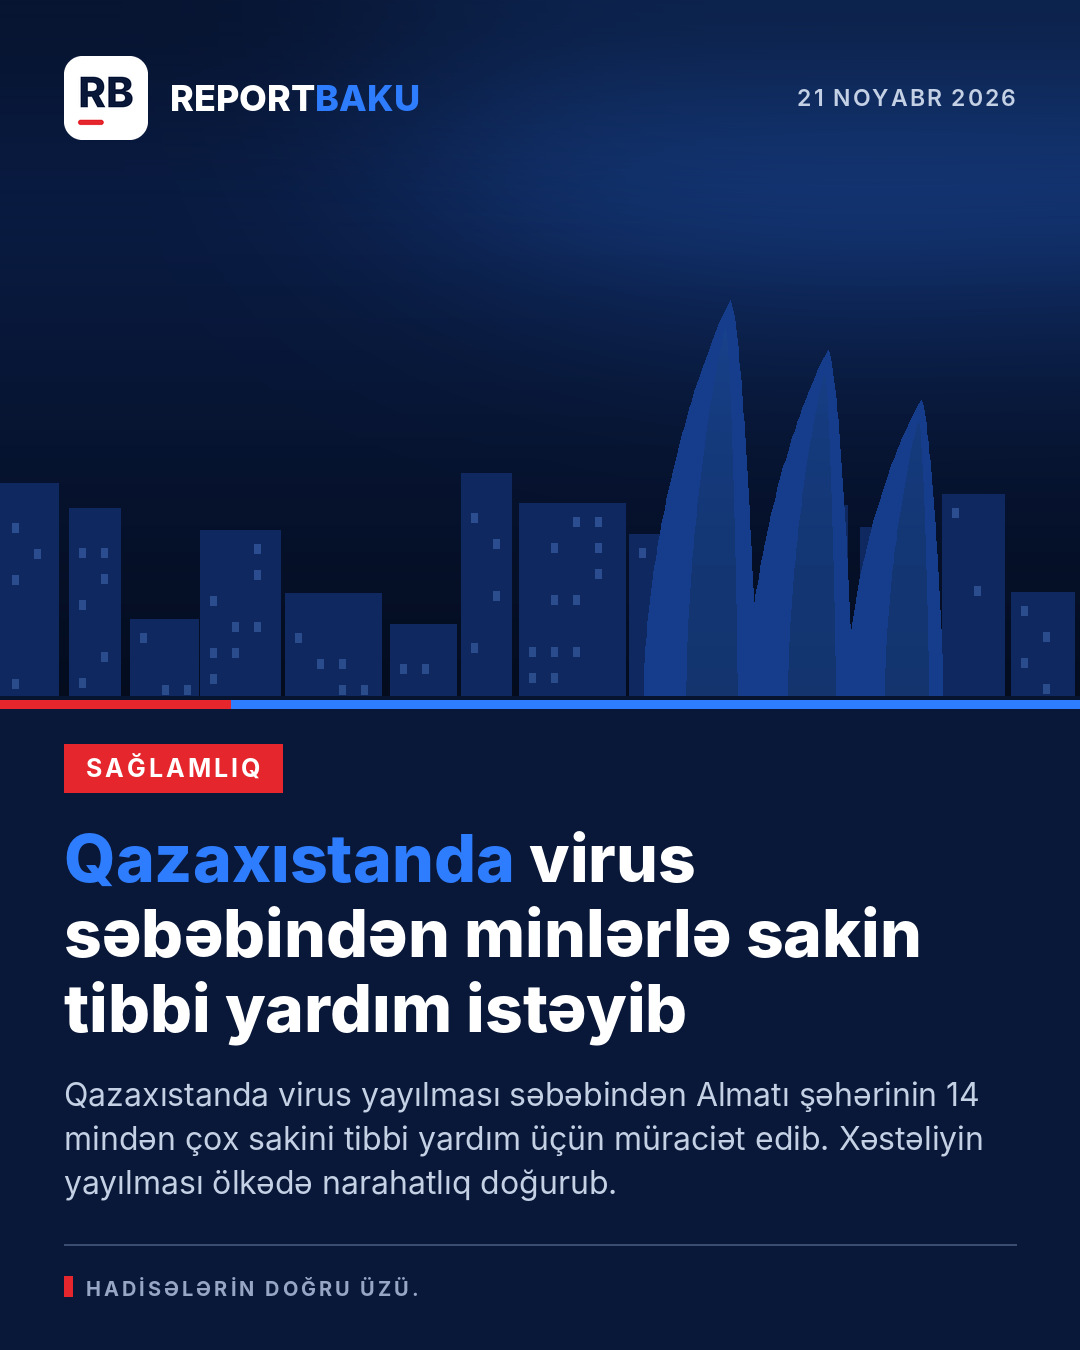 RB
REPORTBAKU
21 NOYABR 2026
SAĞLAMLIQ
Qazaxıstanda virus
səbəbindən minlərlə sakin
tibbi yardım istəyib
Qazaxıstanda virus yayılması səbəbindən Almatı şəhərinin 14
mindən çox sakini tibbi yardım üçün müraciət edib. Xəstəliyin
yayılması ölkədə narahatlıq doğurub.
HADİSƏLƏRİN DOĞRU ÜZÜ.